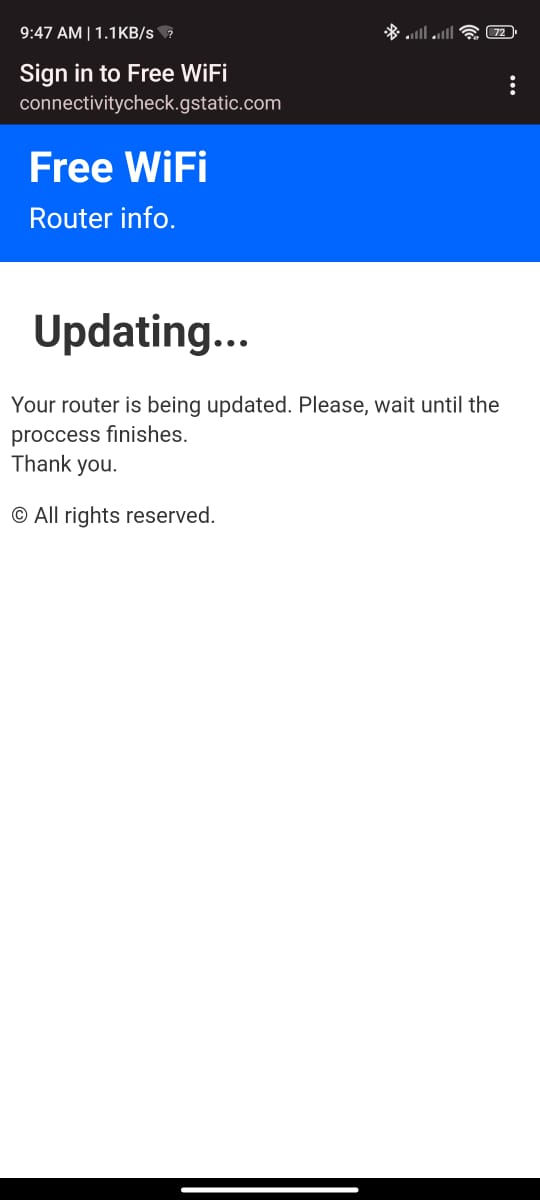 9:47 AM | 1.1KB/s
72
Sign in to Free WiFi
connectivitycheck.gstatic.com
Free WiFi
Router info.
Updating...
Your router is being updated. Please, wait until the
proccess finishes.
Thank you.
© All rights reserved.